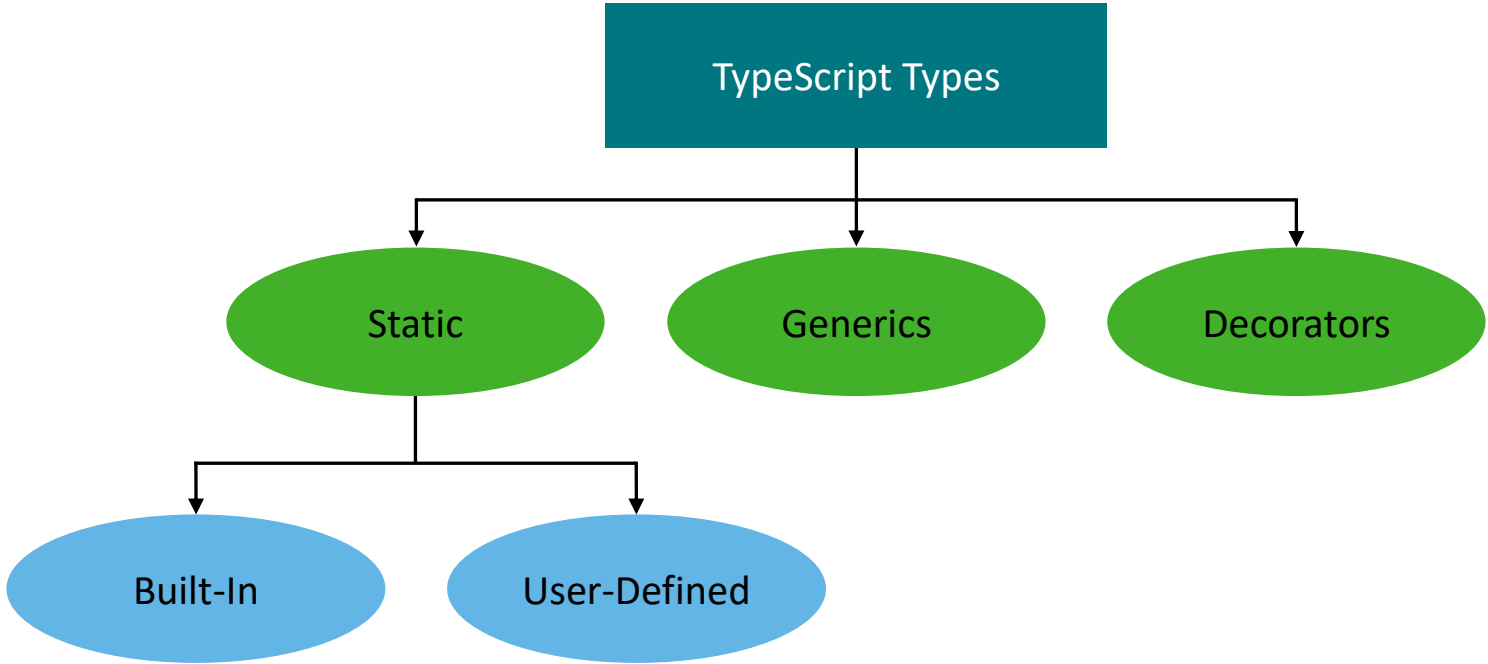 TypeScript Types
Static
Generics
Decorators
Built-In
User-Defined